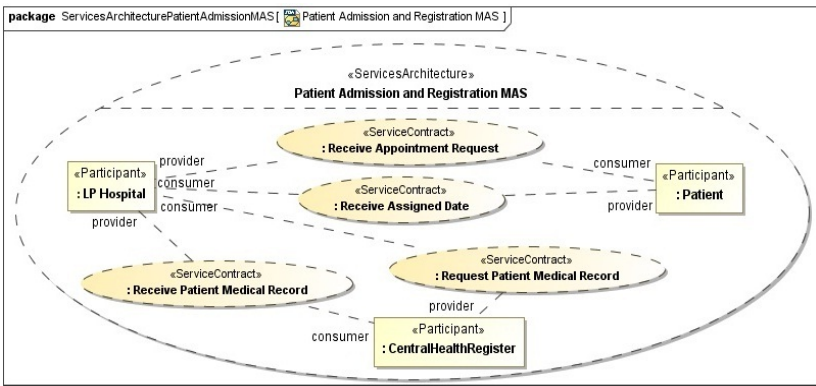 package ServicesArchitecturePatientAdmissionMAS[ Patient Admission and Registration MAS ]
«ServicesArchitecture»
Patient Admission and Registration MAS
«ServiceContract»
: Receive Appointment Request
provider
consumer
«Participant»
: LP Hospital
consumer
«ServiceContract»
: Receive Assigned Date
«Participant»
: Patient
consumer
provider
provider
«ServiceContract»
: Request Patient Medical Record
«ServiceContract»
: Receive Patient Medical Record
provider
consumer
«Participant»
: CentralHealthRegister